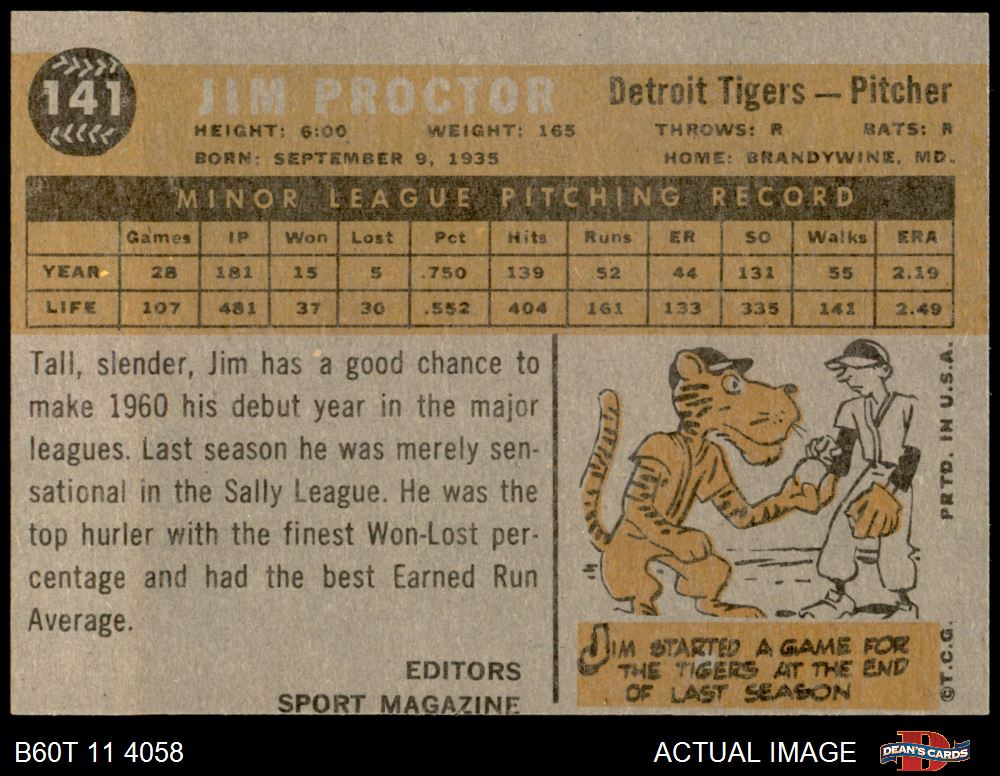 141
JIM PROCTOR
Detroit Tigers — Pitcher
HEIGHT: 6:00 WEIGHT: 165 THROWS: R BATS: R
BORN: SEPTEMBER 9, 1935 HOME: BRANDYWINE, MD.
MINOR LEAGUE PITCHING RECORD
Games IP Won Lost Pct Hits Runs ER SO Walks ERA
YEAR 28 181 15 5 .750 139 52 44 131 55 2.19
LIFE 107 481 37 30 .552 404 161 133 335 141 2.49
Tall, slender, Jim has a good chance to
make 1960 his debut year in the major
leagues. Last season he was merely sen-
sational in the Sally League. He was the
top hurler with the finest Won-Lost per-
centage and had the best Earned Run
Average.
EDITORS
SPORT MAGAZINE
JIM STARTED A GAME FOR
THE TIGERS AT THE END
OF LAST SEASON
©T.C.G. PRTD. IN U.S.A.
B60T 11 4058
ACTUAL IMAGE
D
DEAN'S CARDS